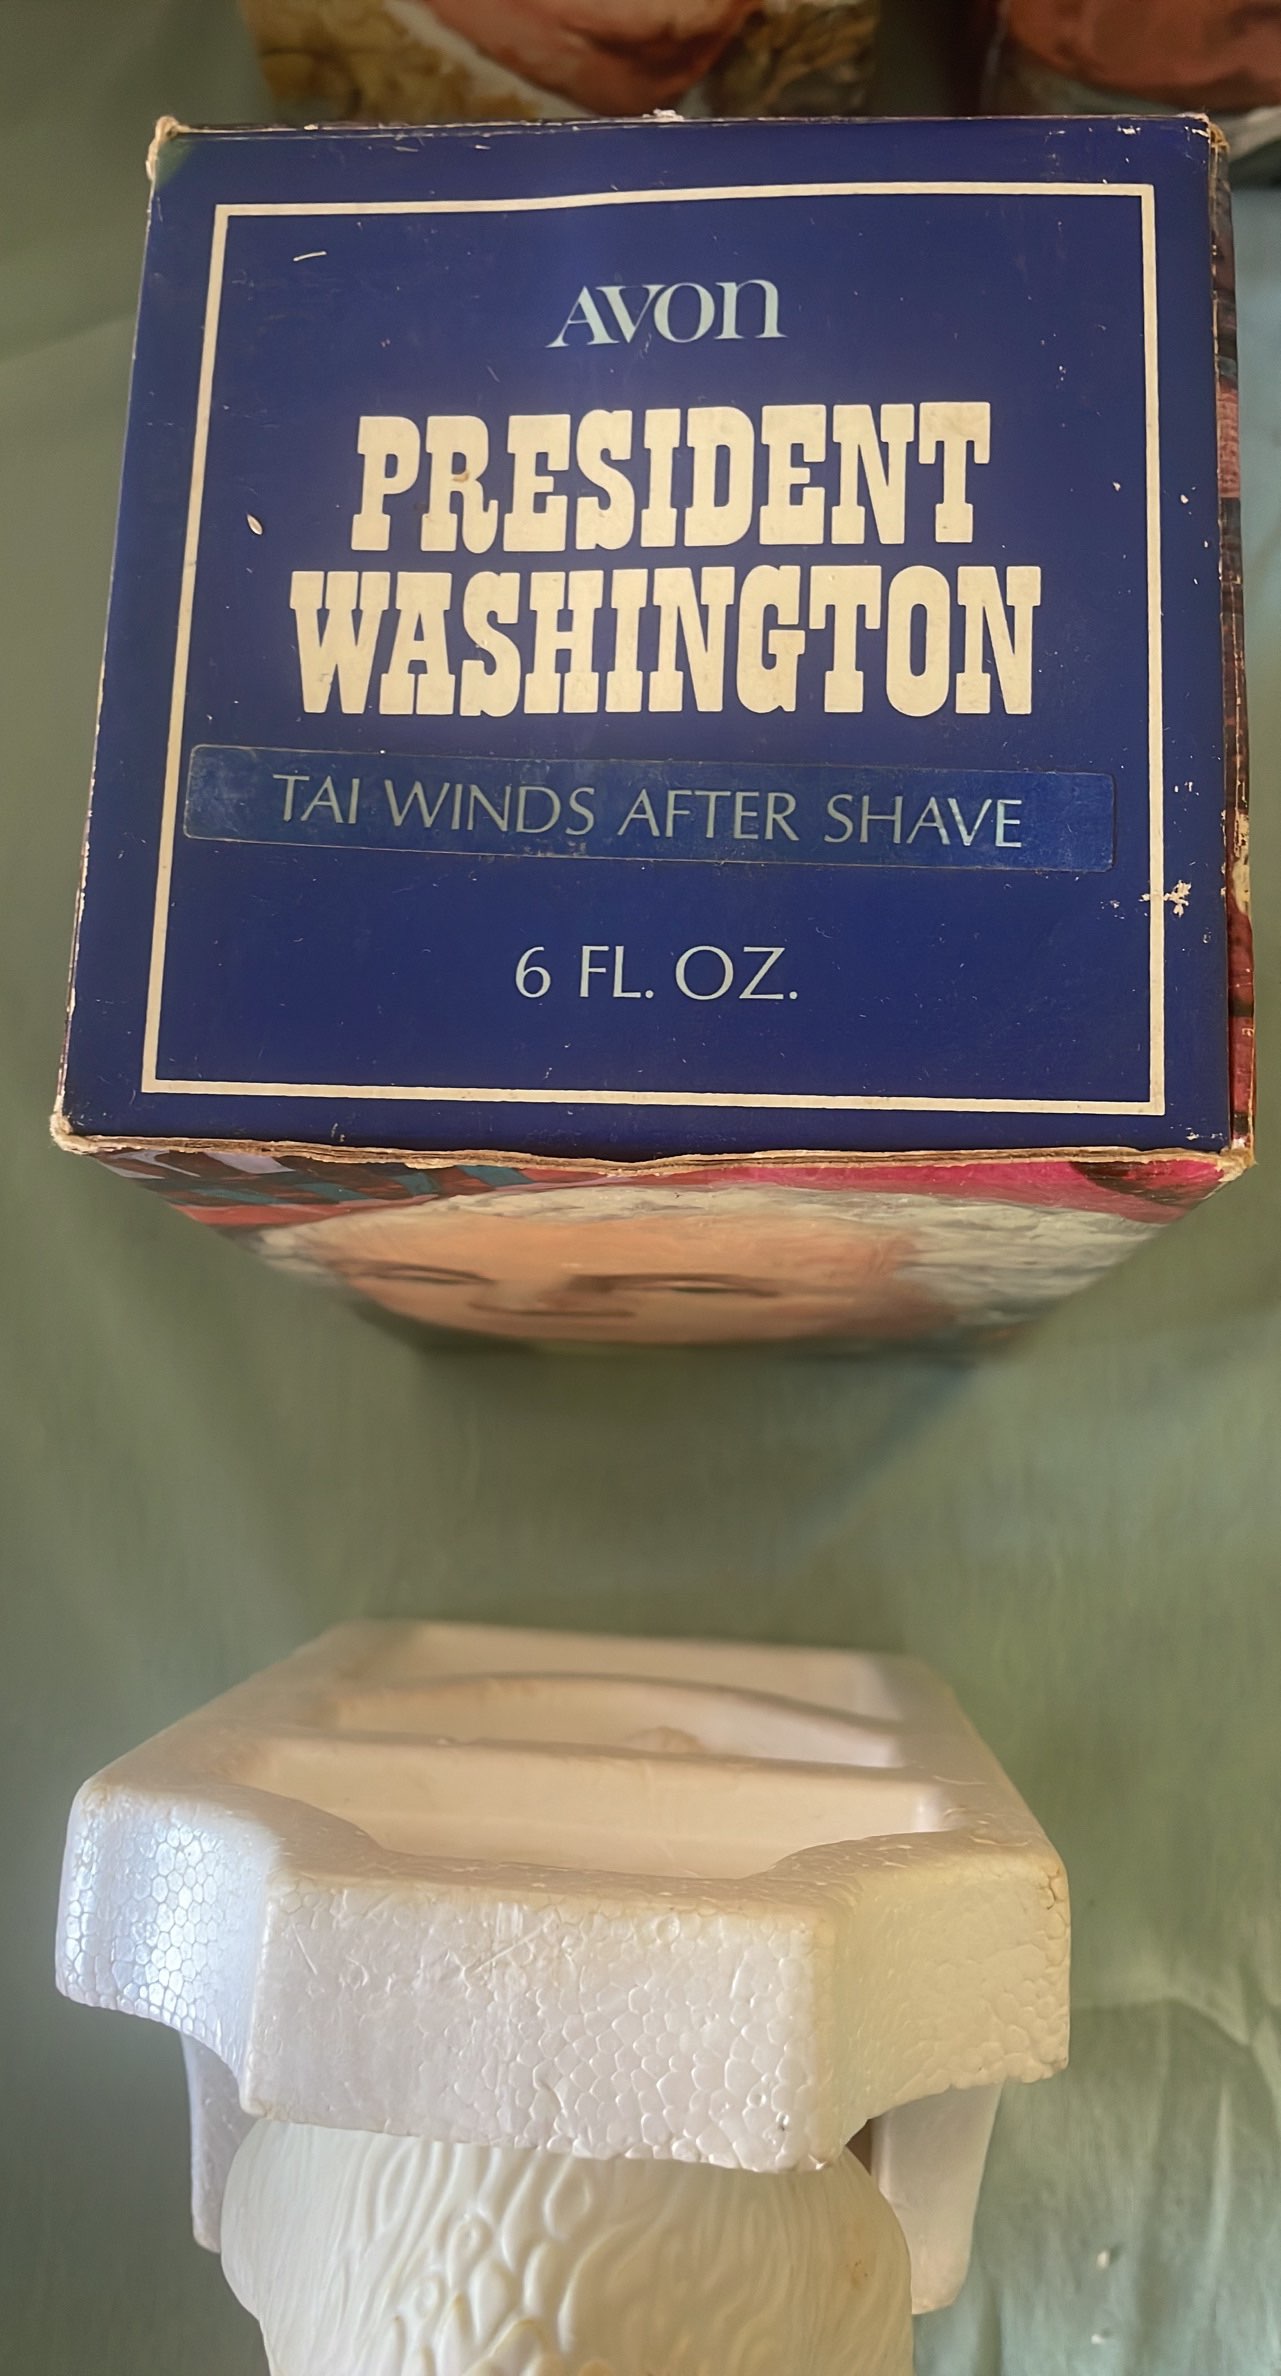 AVON
PRESIDENT
WASHINGTON
TAI WINDS AFTER SHAVE
6 FL. OZ.